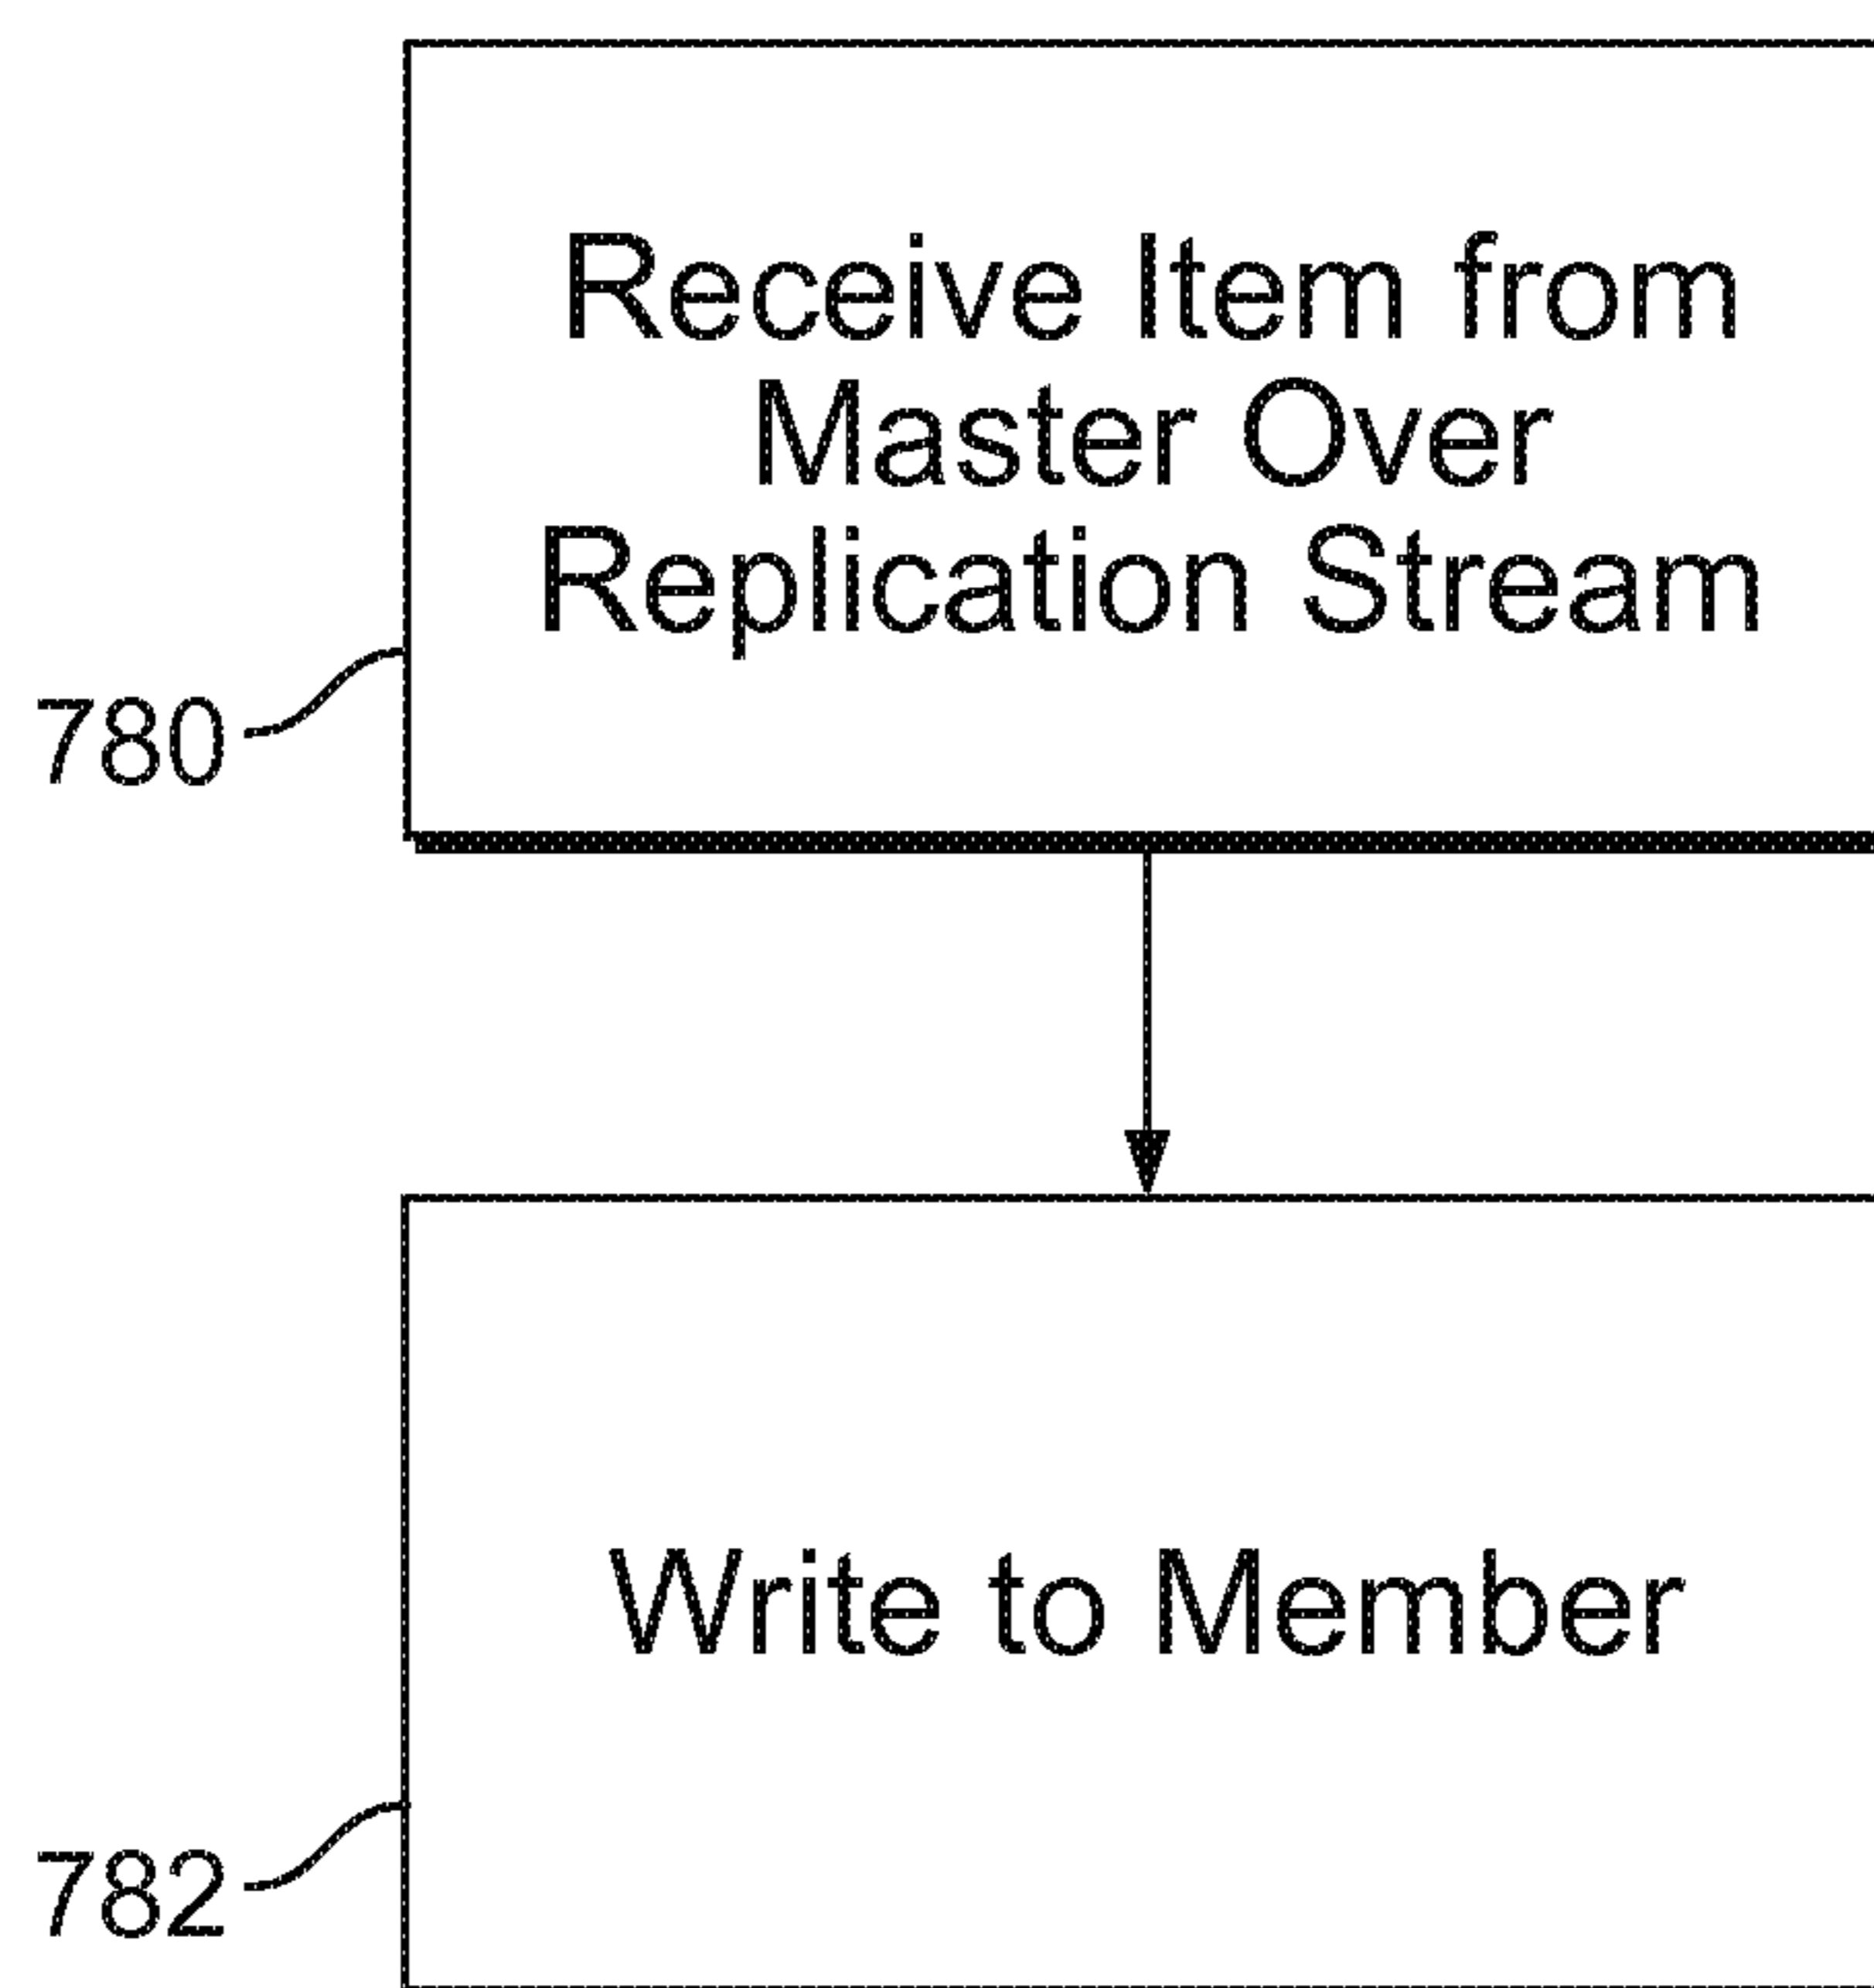 Receive Item from
Master Over
Replication Stream
780
Write to Member
782